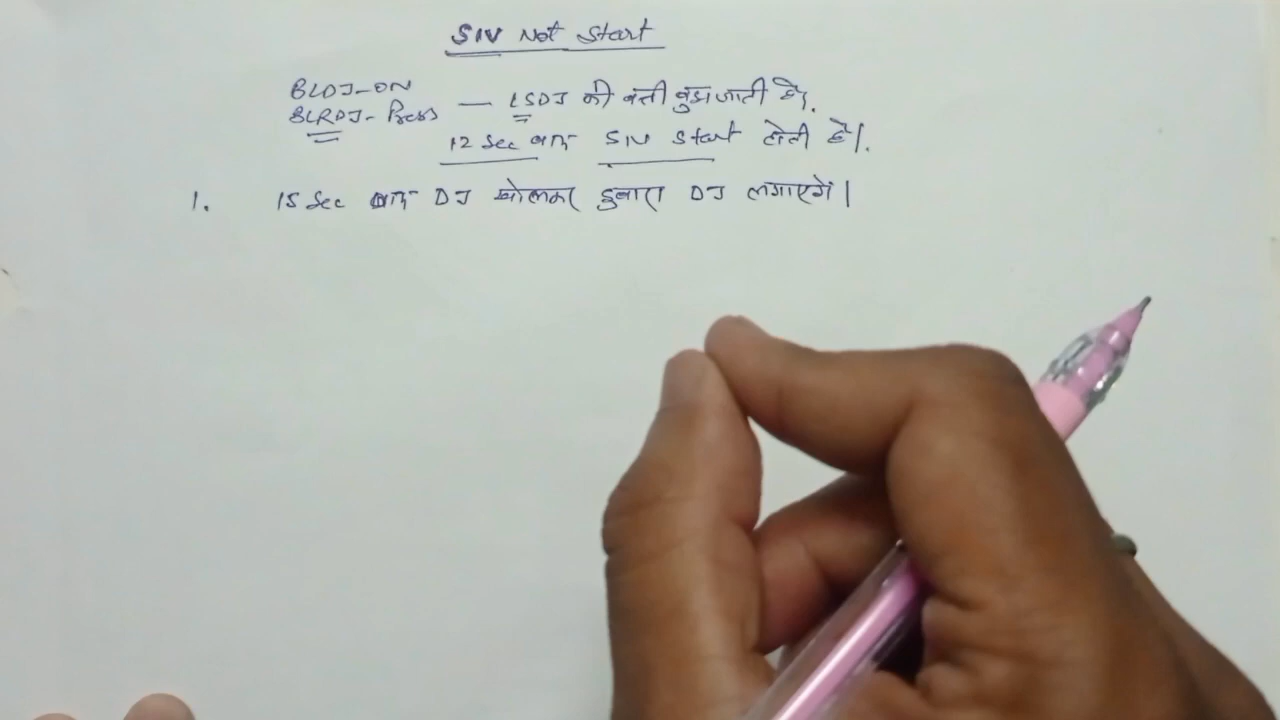 SIV Not Start
BLDJ-ON
BLRDJ-Press — LSDJ की बत्ती बुझ जाती है।
12 Sec बाद SIV Start होती है।
1. 15 Sec बाद DJ खोलकर दुबारा DJ लगाएगें।